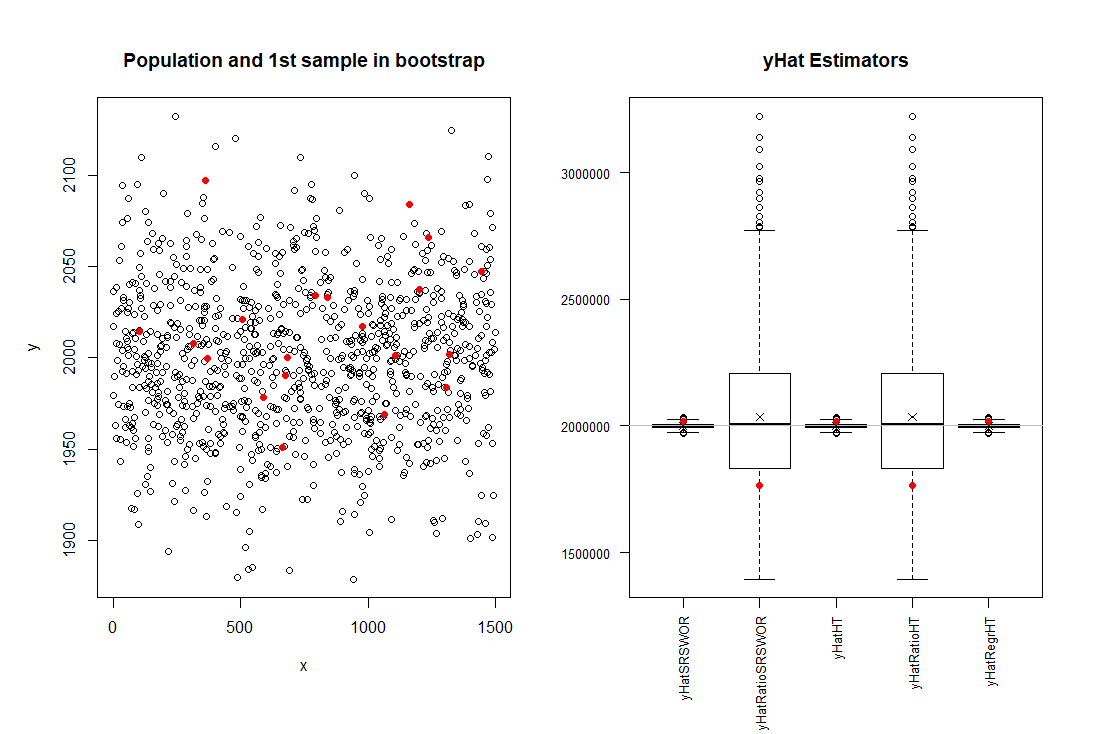 Population and 1st sample in bootstrap
yHat Estimators
2100
2050
2000
1950
1900
y
0
500
1000
1500
x
3000000
2500000
2000000
1500000
yHatSRSWOR
yHatRatioSRSWOR
yHatHT
yHatRatioHT
yHatRegrHT